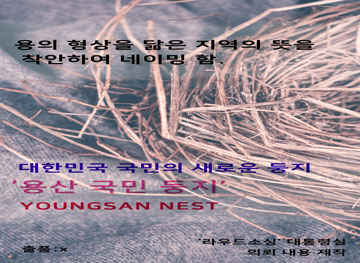 용의 형상을 닮은 지역의 뜻을
착안하여 네이밍 함.
대한민국 국민의 새로운 둥지
'용산 국민 둥지'
YOUNGSAN NEST
출품:x
'라우드소싱' 대통령실
의뢰 내용 제작